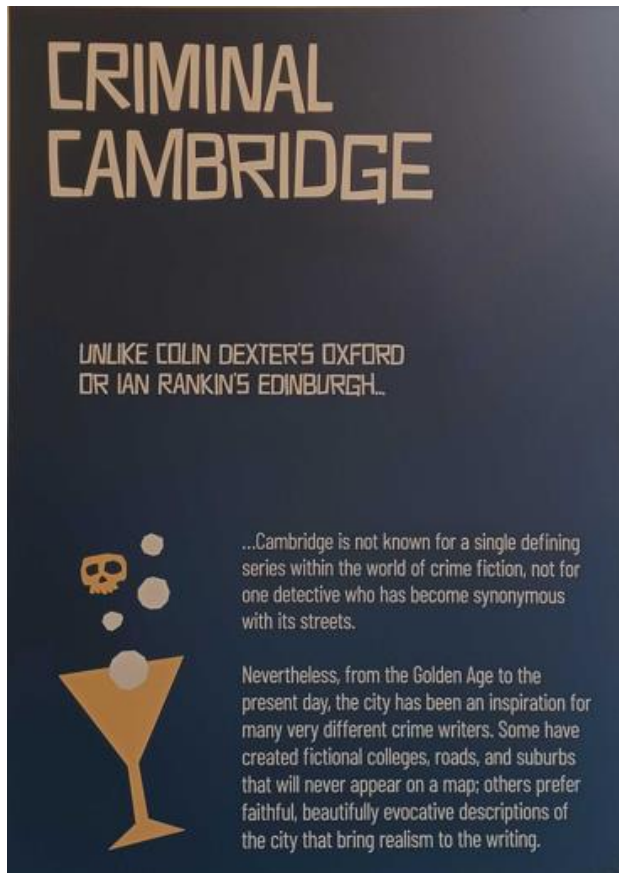 CRIMINAL
CAMBRIDGE
UNLIKE COLIN DEXTER'S OXFORD
OR IAN RANKIN'S EDINBURGH...
...Cambridge is not known for a single defining
series within the world of crime fiction, not for
one detective who has become synonymous
with its streets.
Nevertheless, from the Golden Age to the
present day, the city has been an inspiration for
many very different crime writers. Some have
created fictional colleges, roads, and suburbs
that will never appear on a map; others prefer
faithful, beautifully evocative descriptions of
the city that bring realism to the writing.